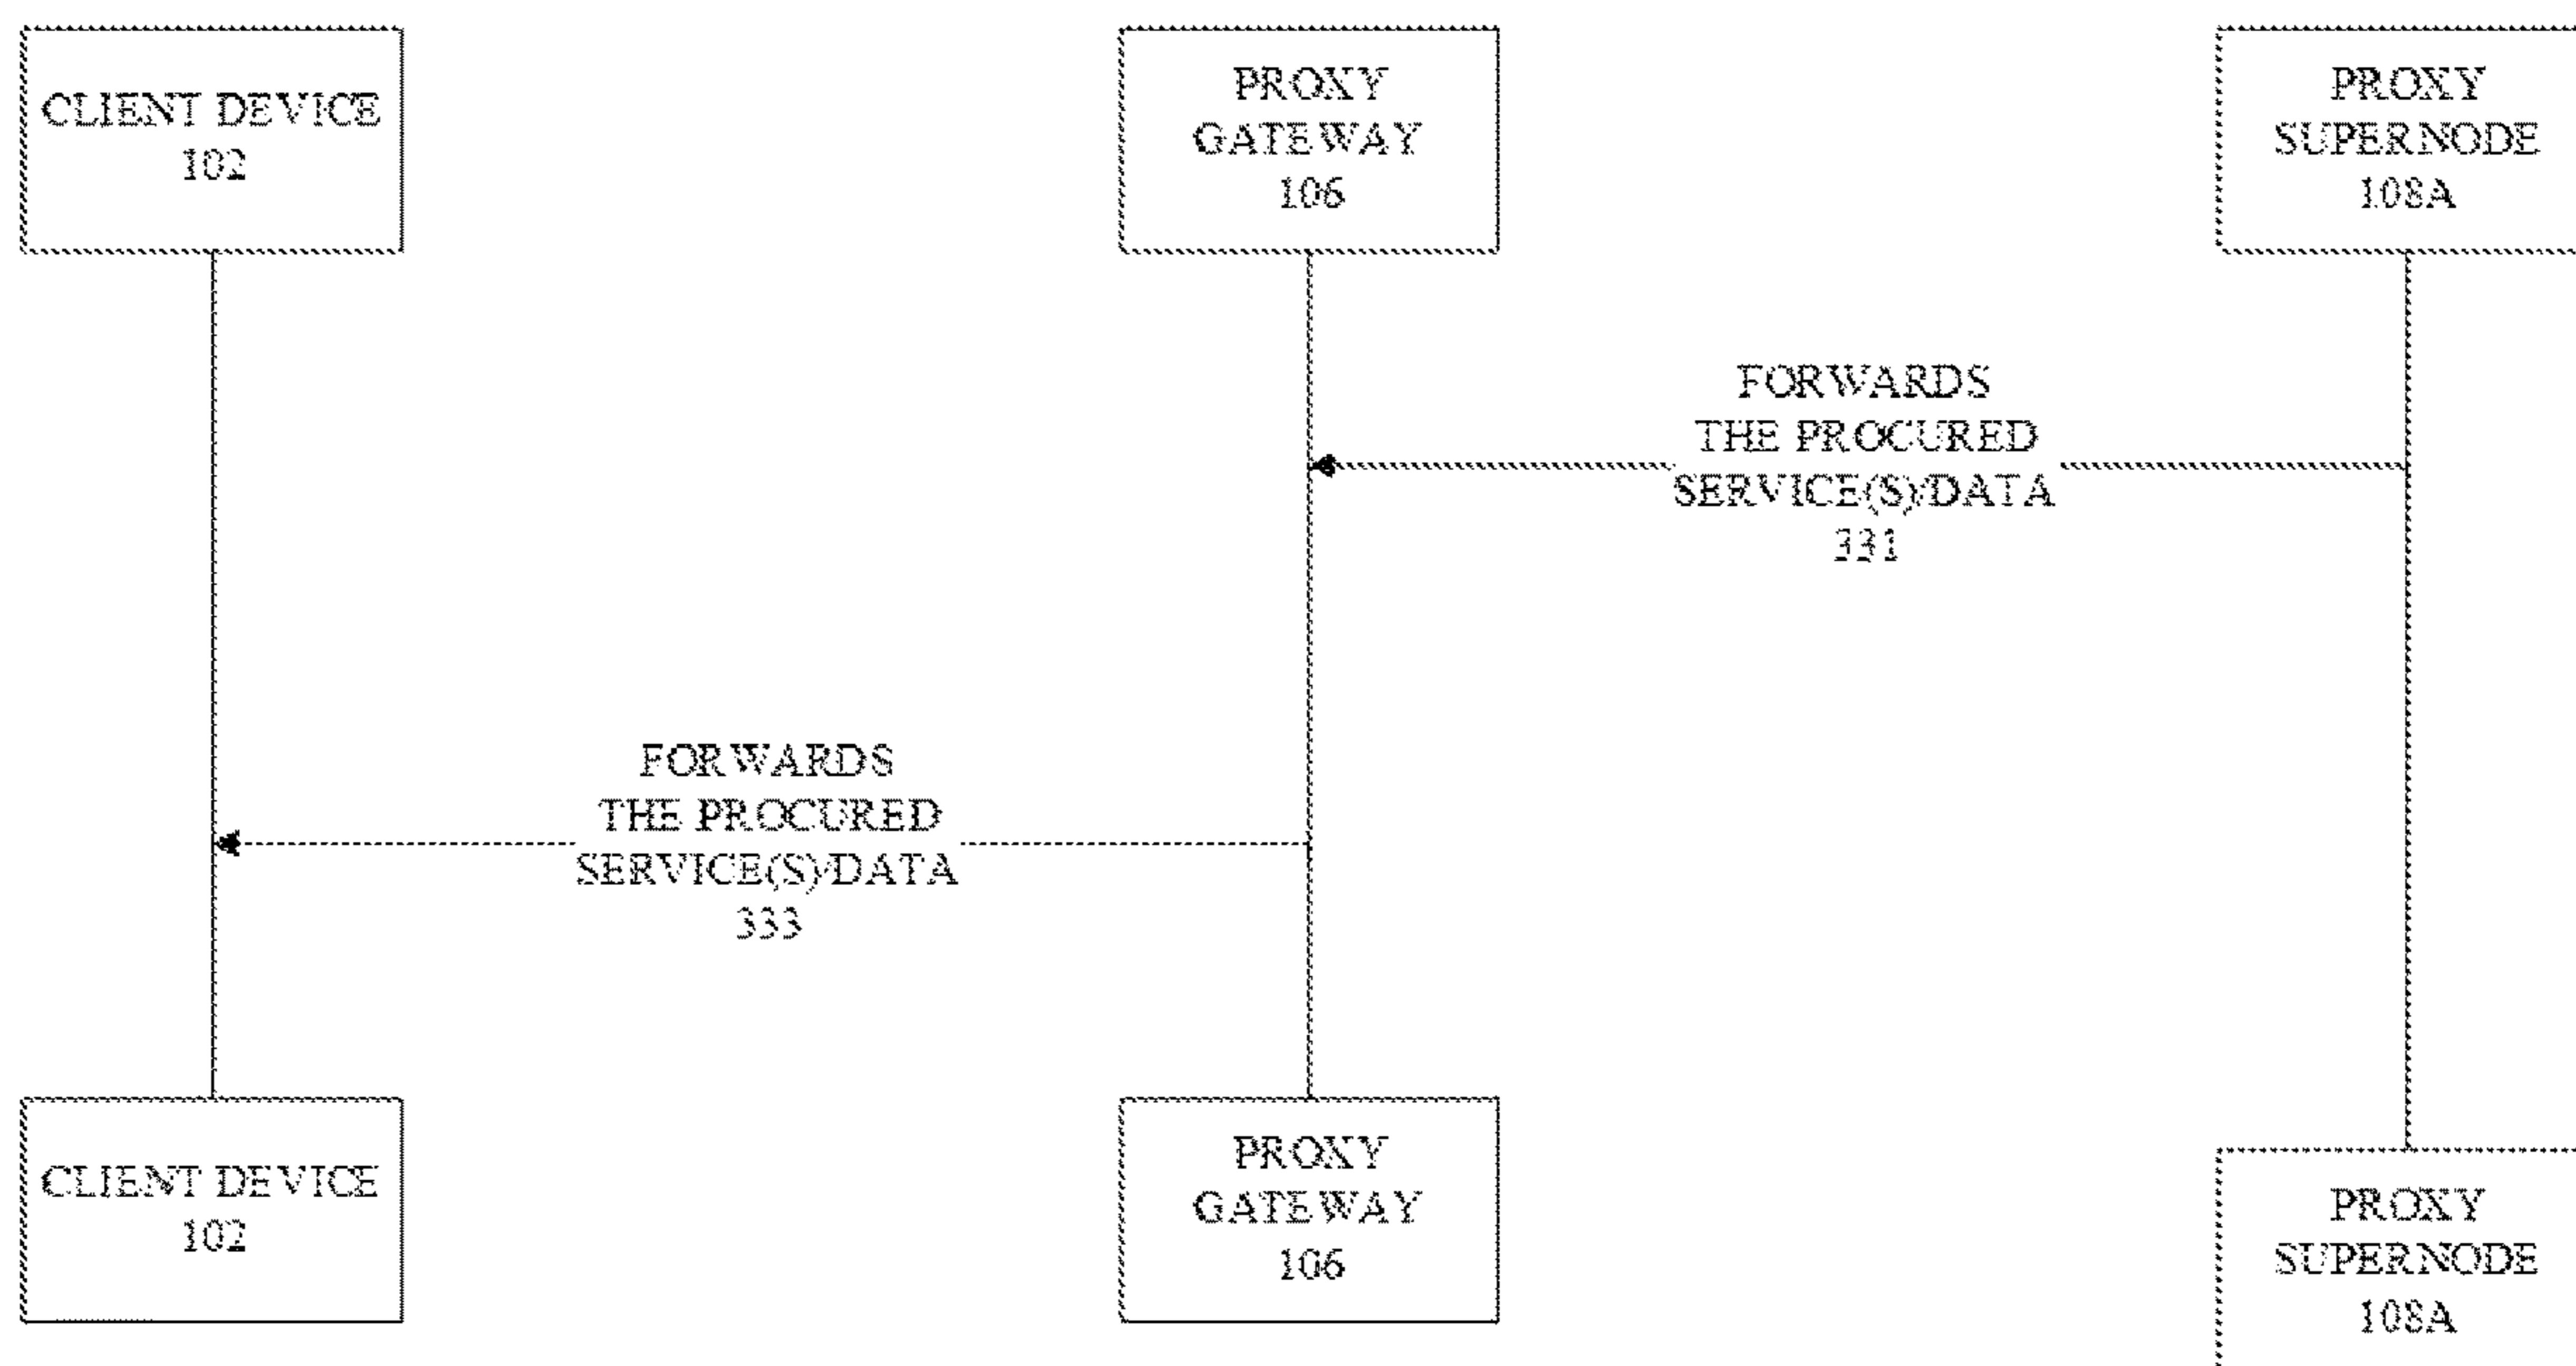 CLIENT DEVICE
102
PROXY
GATEWAY
106
PROXY
SUPERNODE
108A
FORWARDS
THE PROCURED
SERVICE(S)/DATA
331
FORWARDS
THE PROCURED
SERVICE(S)/DATA
333
CLIENT DEVICE
102
PROXY
GATEWAY
106
PROXY
SUPERNODE
108A